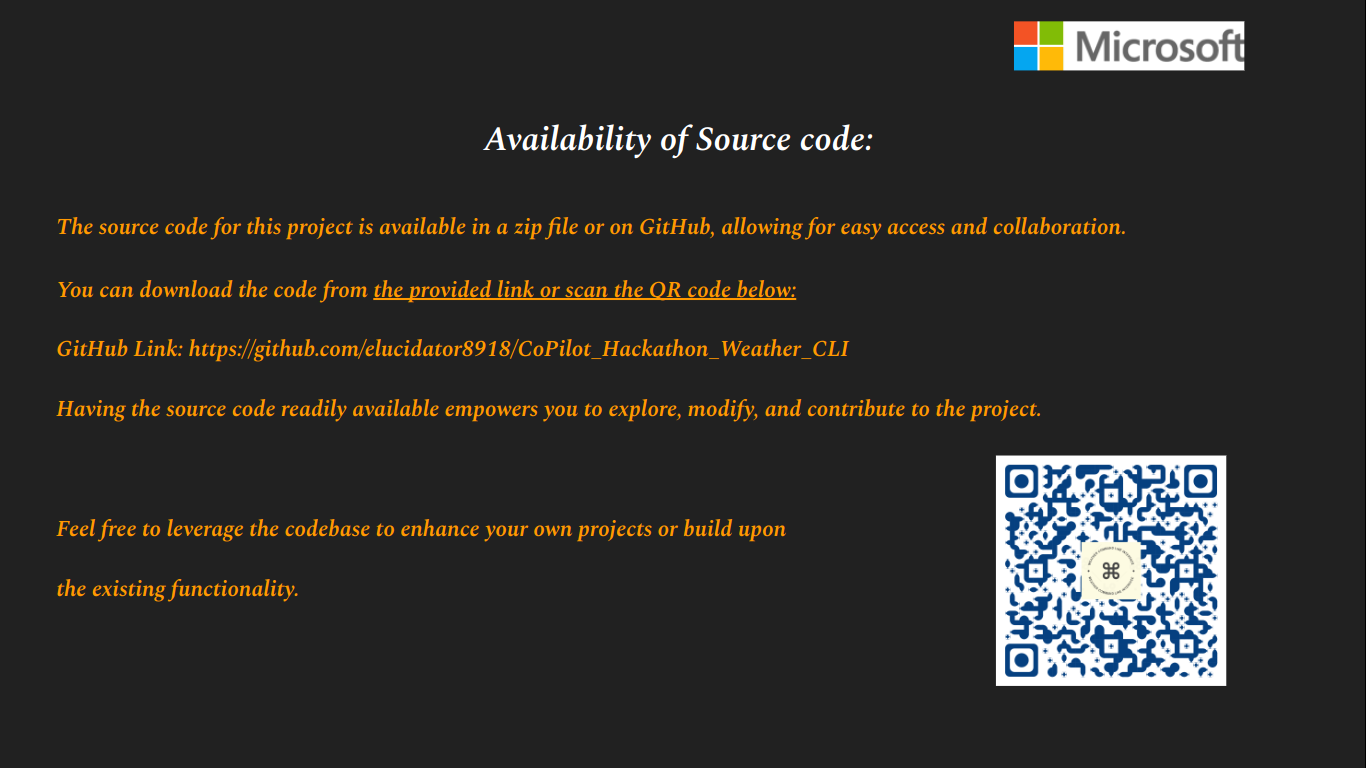 Microsoft
Availability of Source code:
The source code for this project is available in a zip file or on GitHub, allowing for easy access and collaboration.
You can download the code from the provided link or scan the QR code below:
GitHub Link: https://github.com/elucidator8918/CoPilot_Hackathon_Weather_CLI
Having the source code readily available empowers you to explore, modify, and contribute to the project.
Feel free to leverage the codebase to enhance your own projects or build upon
the existing functionality.